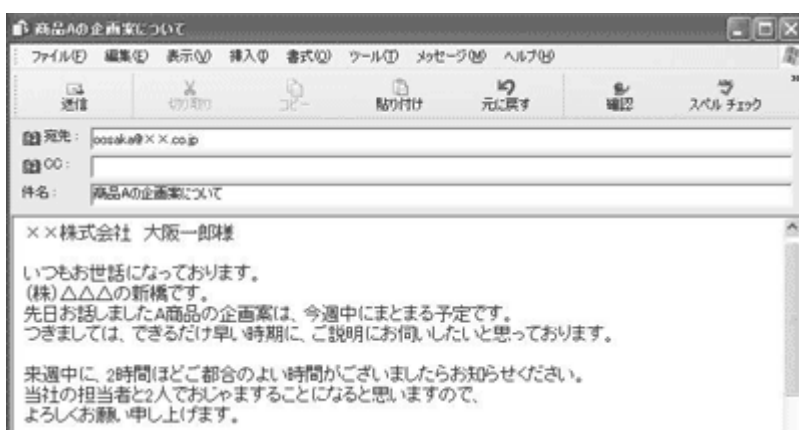 商品Aの企画案について
ファイル(F) 編集(E) 表示(V) 挿入(I) 書式(O) ツール(T) メッセージ(M) ヘルプ(H)
送信 切り取り コピー 貼り付け 元に戻す 確認 スペル チェック
宛先: oosaka@××.co.jp
CC:
件名: 商品Aの企画案について
××株式会社 大阪一郎様
いつもお世話になっております。
(株)△△△の新橋です。
先日お話しましたA商品の企画案は、今週中にまとまる予定です。
つきましては、できるだけ早い時期に、ご説明にお伺いしたいと思っております。
来週中に、2時間ほどご都合のよい時間がございましたらお知らせください。
当社の担当者と2人でおじゃますることになると思いますので、
よろしくお願い申し上げます。